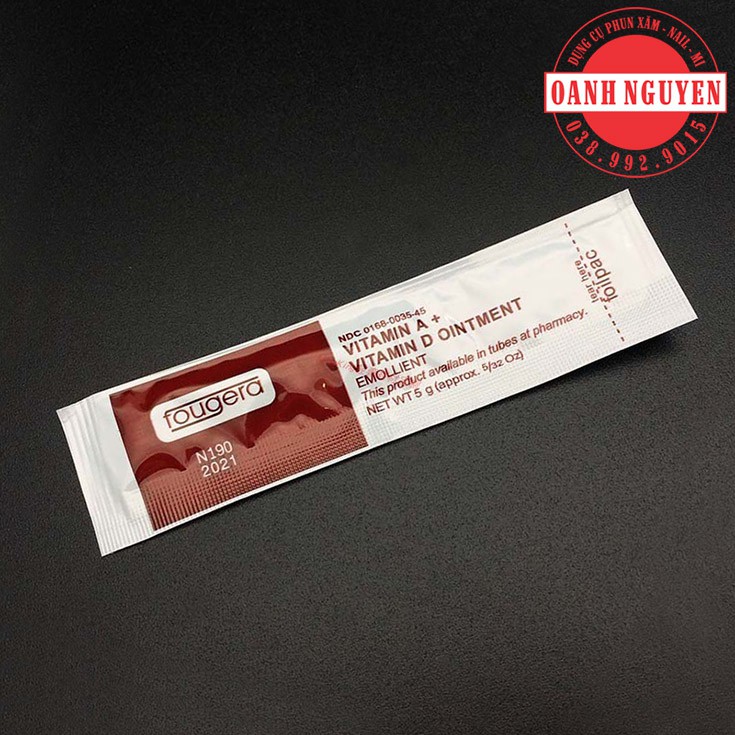 DỤNG CỤ PHUN XĂM - NAIL - MI
OANH NGUYEN
038.992.9015
tear here
foilpac
NDC 0168-0035-45
VITAMIN A +
VITAMIN D OINTMENT
EMOLLIENT
This product available in tubes at pharmacy.
NET WT 5 g (approx. 5/32 Oz)
fougera
N190
2021